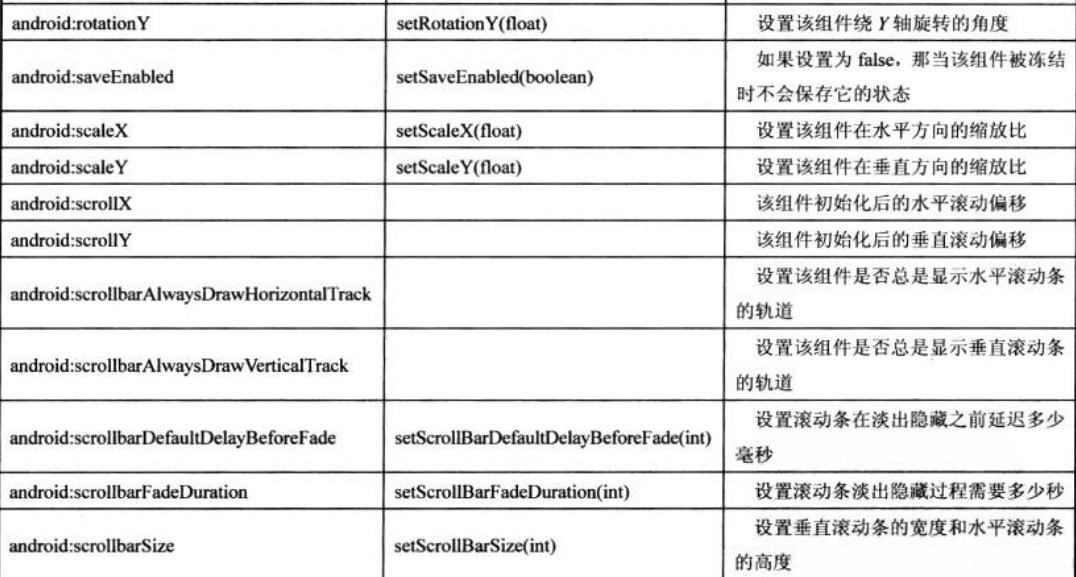 android:rotationY setRotationY(float) 设置该组件绕 Y 轴旋转的角度
android:saveEnabled setSaveEnabled(boolean) 如果设置为 false，那当该组件被冻结
时不会保存它的状态
android:scaleX setScaleX(float) 设置该组件在水平方向的缩放比
android:scaleY setScaleY(float) 设置该组件在垂直方向的缩放比
android:scrollX 该组件初始化后的水平滚动偏移
android:scrollY 该组件初始化后的垂直滚动偏移
android:scrollbarAlwaysDrawHorizontalTrack 设置该组件是否总是显示水平滚动条
的轨道
android:scrollbarAlwaysDrawVerticalTrack 设置该组件是否总是显示垂直滚动条
的轨道
android:scrollbarDefaultDelayBeforeFade setScrollBarDefaultDelayBeforeFade(int) 设置滚动条在淡出隐藏之前延迟多少
毫秒
android:scrollbarFadeDuration setScrollBarFadeDuration(int) 设置滚动条淡出隐藏过程需要多少秒
android:scrollbarSize setScrollBarSize(int) 设置垂直滚动条的宽度和水平滚动条
的高度